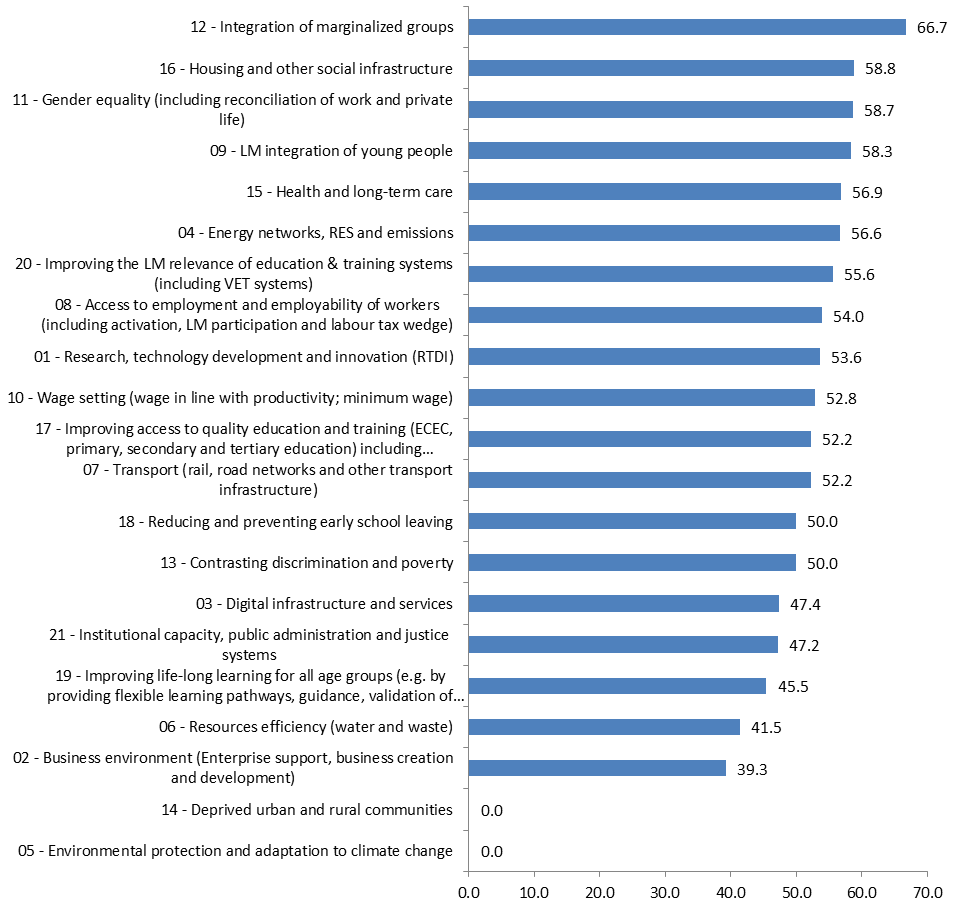 12 - Integration of marginalized groups 66.7
16 - Housing and other social infrastructure 58.8
11 - Gender equality (including reconciliation of work and private
life) 58.7
09 - LM integration of young people 58.3
15 - Health and long-term care 56.9
04 - Energy networks, RES and emissions 56.6
20 - Improving the LM relevance of education & training systems
(including VET systems) 55.6
08 - Access to employment and employability of workers
(including activation, LM participation and labour tax wedge) 54.0
01 - Research, technology development and innovation (RTDI) 53.6
10 - Wage setting (wage in line with productivity; minimum wage) 52.8
17 - Improving access to quality education and training (ECEC,
primary, secondary and tertiary education) including… 52.2
07 - Transport (rail, road networks and other transport
infrastructure) 52.2
18 - Reducing and preventing early school leaving 50.0
13 - Contrasting discrimination and poverty 50.0
03 - Digital infrastructure and services 47.4
21 - Institutional capacity, public administration and justice
systems 47.2
19 - Improving life-long learning for all age groups (e.g. by
providing flexible learning pathways, guidance, validation of… 45.5
06 - Resources efficiency (water and waste) 41.5
02 - Business environment (Enterprise support, business creation
and development) 39.3
14 - Deprived urban and rural communities 0.0
05 - Environmental protection and adaptation to climate change 0.0
0.0 10.0 20.0 30.0 40.0 50.0 60.0 70.0